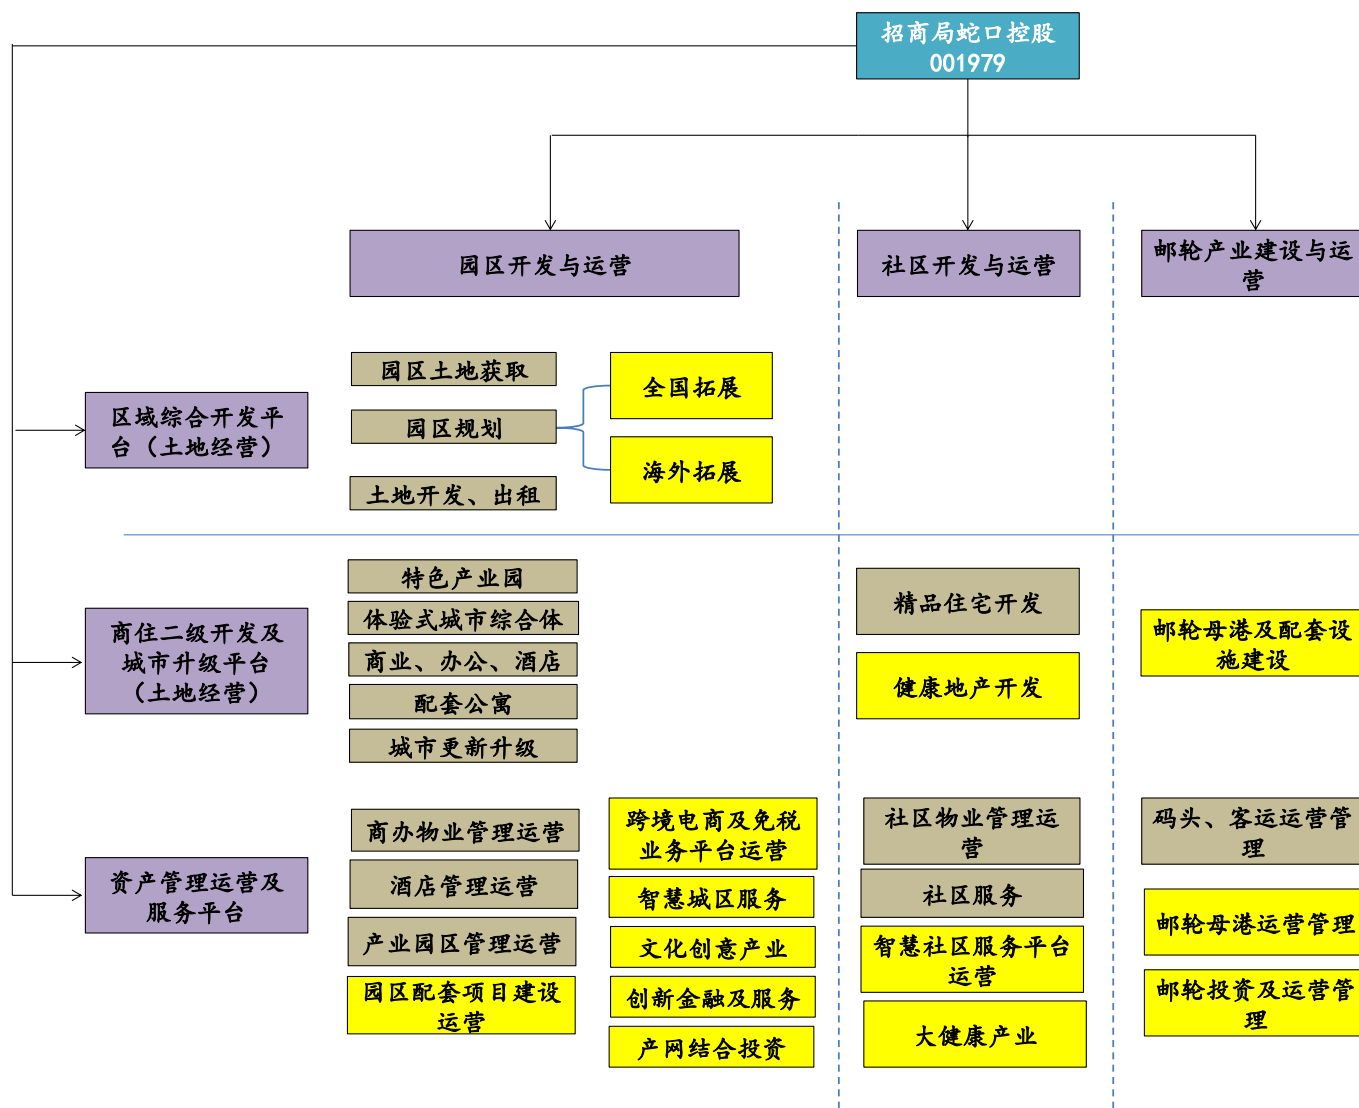 招商局蛇口控股
001979
园区开发与运营
社区开发与运营
邮轮产业建设与运
营
区域综合开发平
台（土地经营）
园区土地获取
园区规划
土地开发、出租
全国拓展
海外拓展
商住二级开发及
城市升级平台
（土地经营）
特色产业园
体验式城市综合体
商业、办公、酒店
配套公寓
城市更新升级
精品住宅开发
健康地产开发
邮轮母港及配套设
施建设
资产管理运营及
服务平台
商办物业管理运营
酒店管理运营
产业园区管理运营
园区配套项目建设
运营
跨境电商及免税
业务平台运营
智慧城区服务
文化创意产业
创新金融及服务
产网结合投资
社区物业管理运
营
社区服务
智慧社区服务平台
运营
大健康产业
码头、客运运营管
理
邮轮母港运营管理
邮轮投资及运营管
理